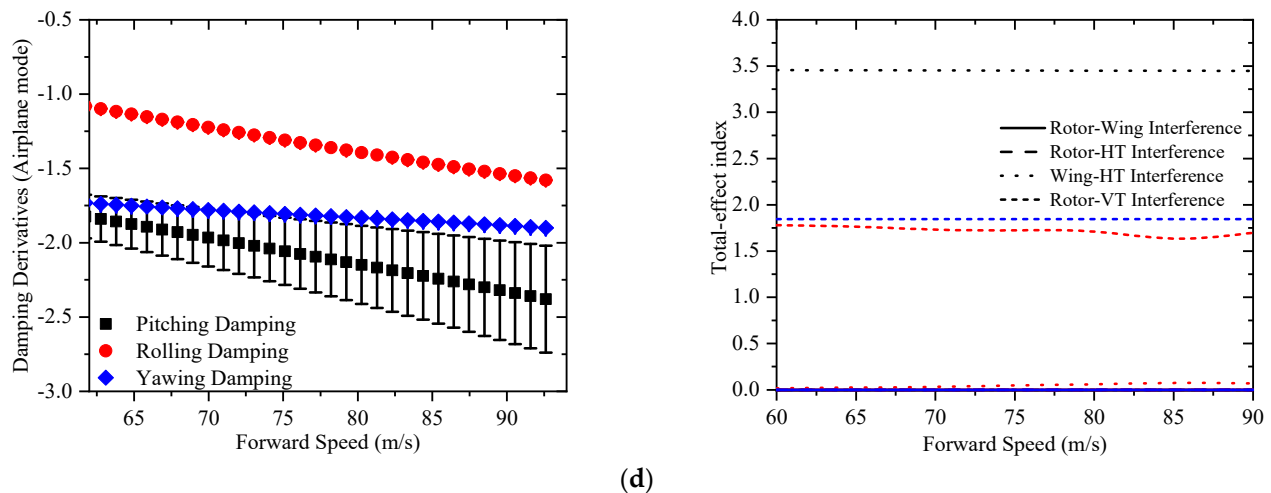 Damping Derivatives (Airplane mode)
-0.5
-1.0
-1.5
-2.0
-2.5
-3.0
Pitching Damping
Rolling Damping
Yawing Damping
65 70 75 80 85 90
Forward Speed (m/s)
Total-effect index
4.0
3.5
3.0
2.5
2.0
1.5
1.0
0.5
0.0
Rotor-Wing Interference
Rotor-HT Interference
Wing-HT Interference
Rotor-VT Interference
60 65 70 75 80 85 90
Forward Speed (m/s)
(d)